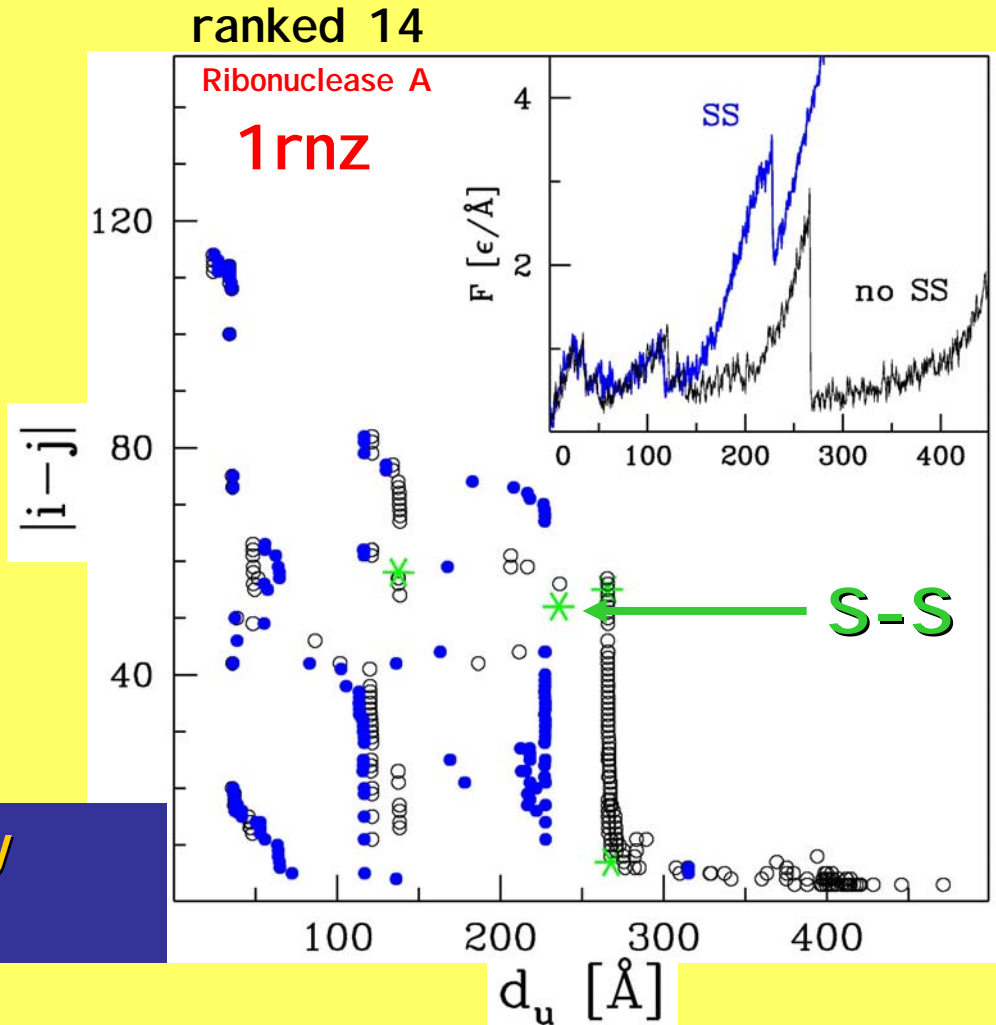 ranked 14
Ribonuclease A
1rnz
SS
no SS
F [ϵ/Å]
4
2
0 100 200 300 400
120
80
40
|i-j|
S-S
y
100 200 300 400
d_u [Å]